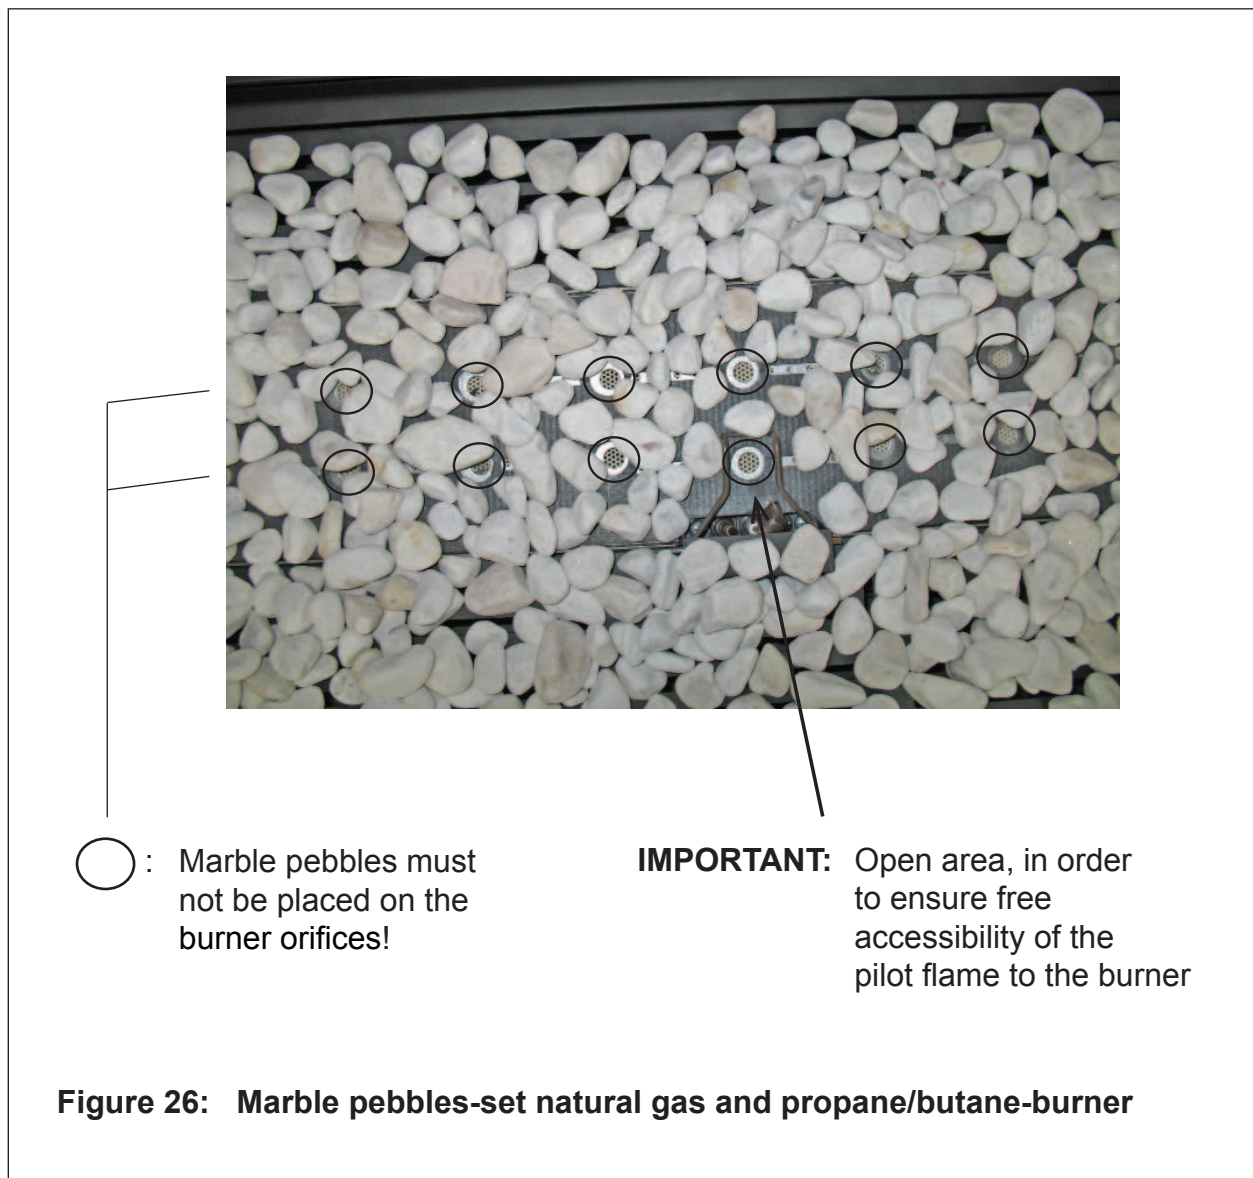 : Marble pebbles must
not be placed on the
burner orifices!
IMPORTANT: Open area, in order
to ensure free
accessibility of the
pilot flame to the burner
Figure 26: Marble pebbles-set natural gas and propane/butane-burner